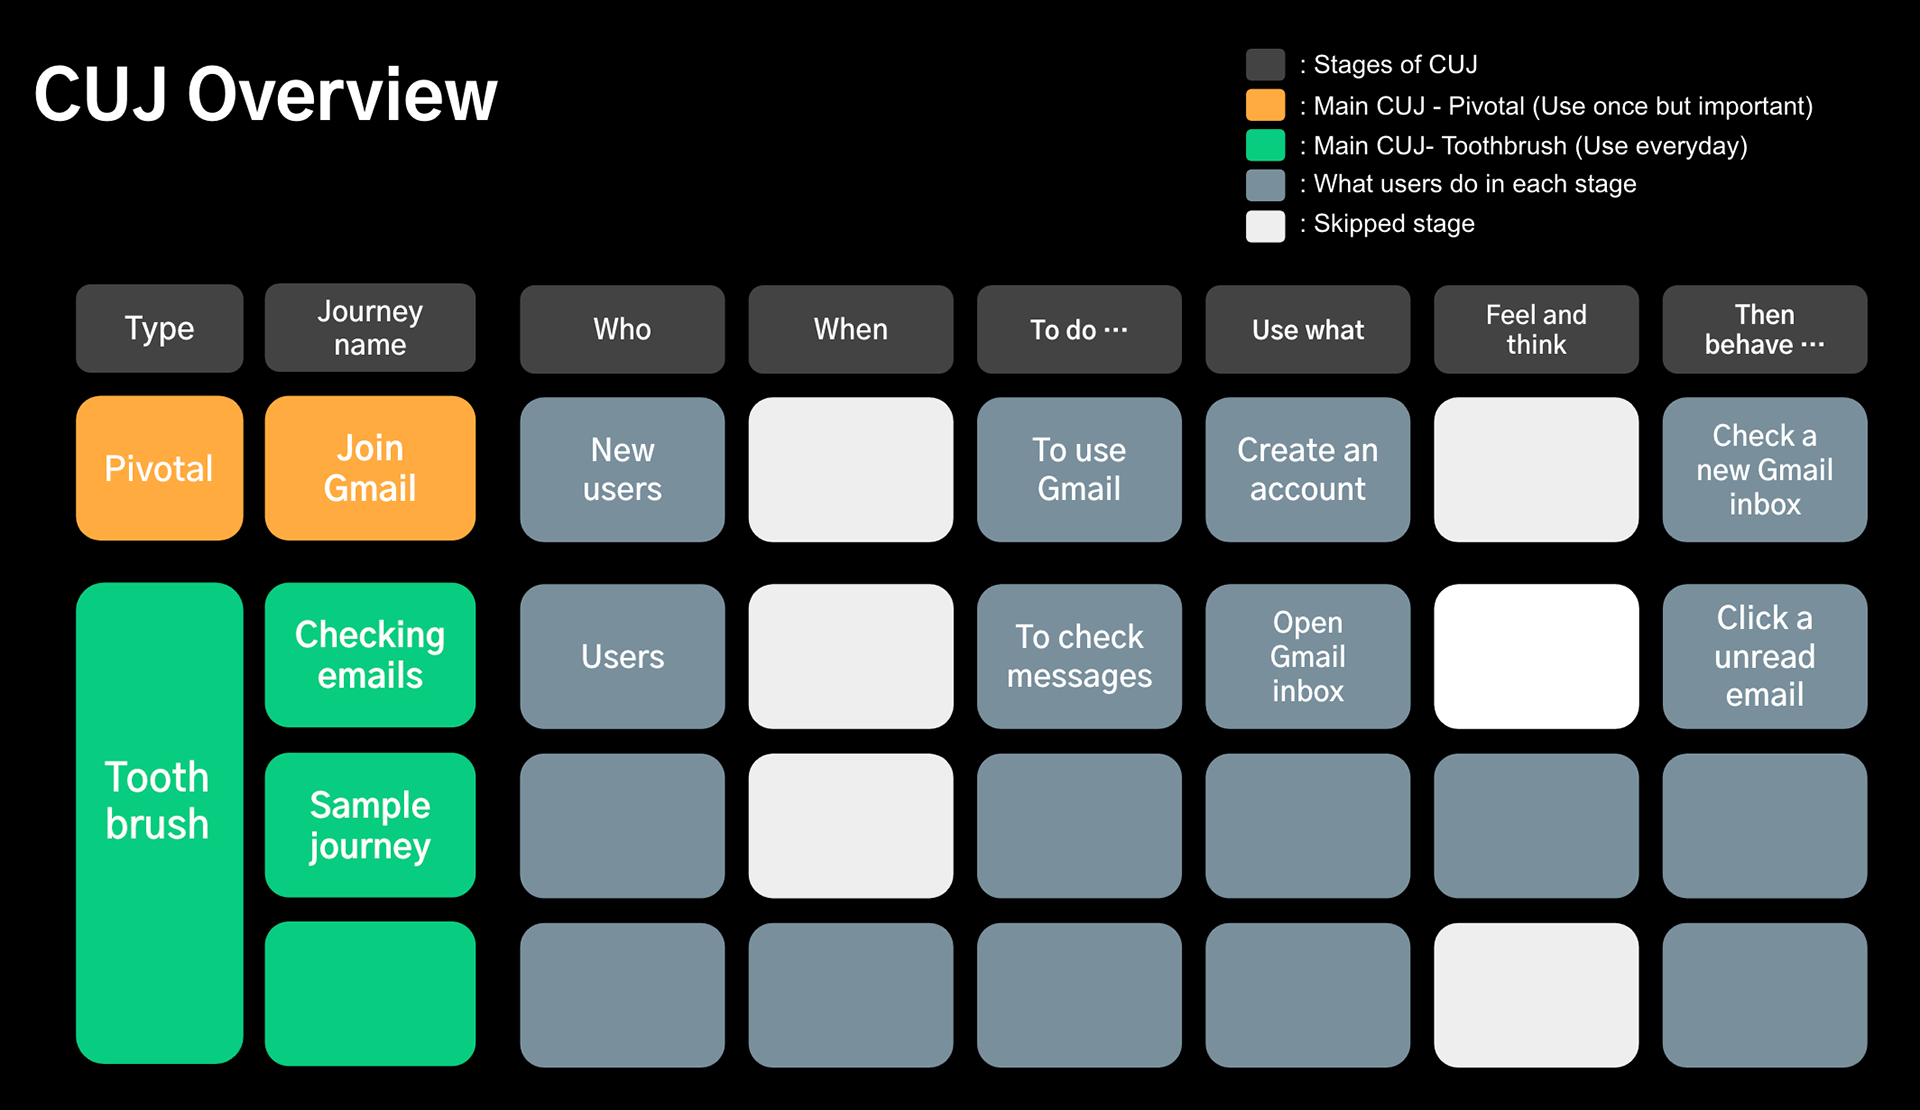 CUJ Overview
: Stages of CUJ
: Main CUJ - Pivotal (Use once but important)
: Main CUJ- Toothbrush (Use everyday)
: What users do in each stage
: Skipped stage
Type
Journey
name
Who
When
To do ···
Use what
Feel and
think
Then
behave ···
Pivotal
Join
Gmail
New
users
To use
Gmail
Create an
account
Check a
new Gmail
inbox
Tooth
brush
Checking
emails
Users
To check
messages
Open
Gmail
inbox
Click a
unread
email
Sample
journey